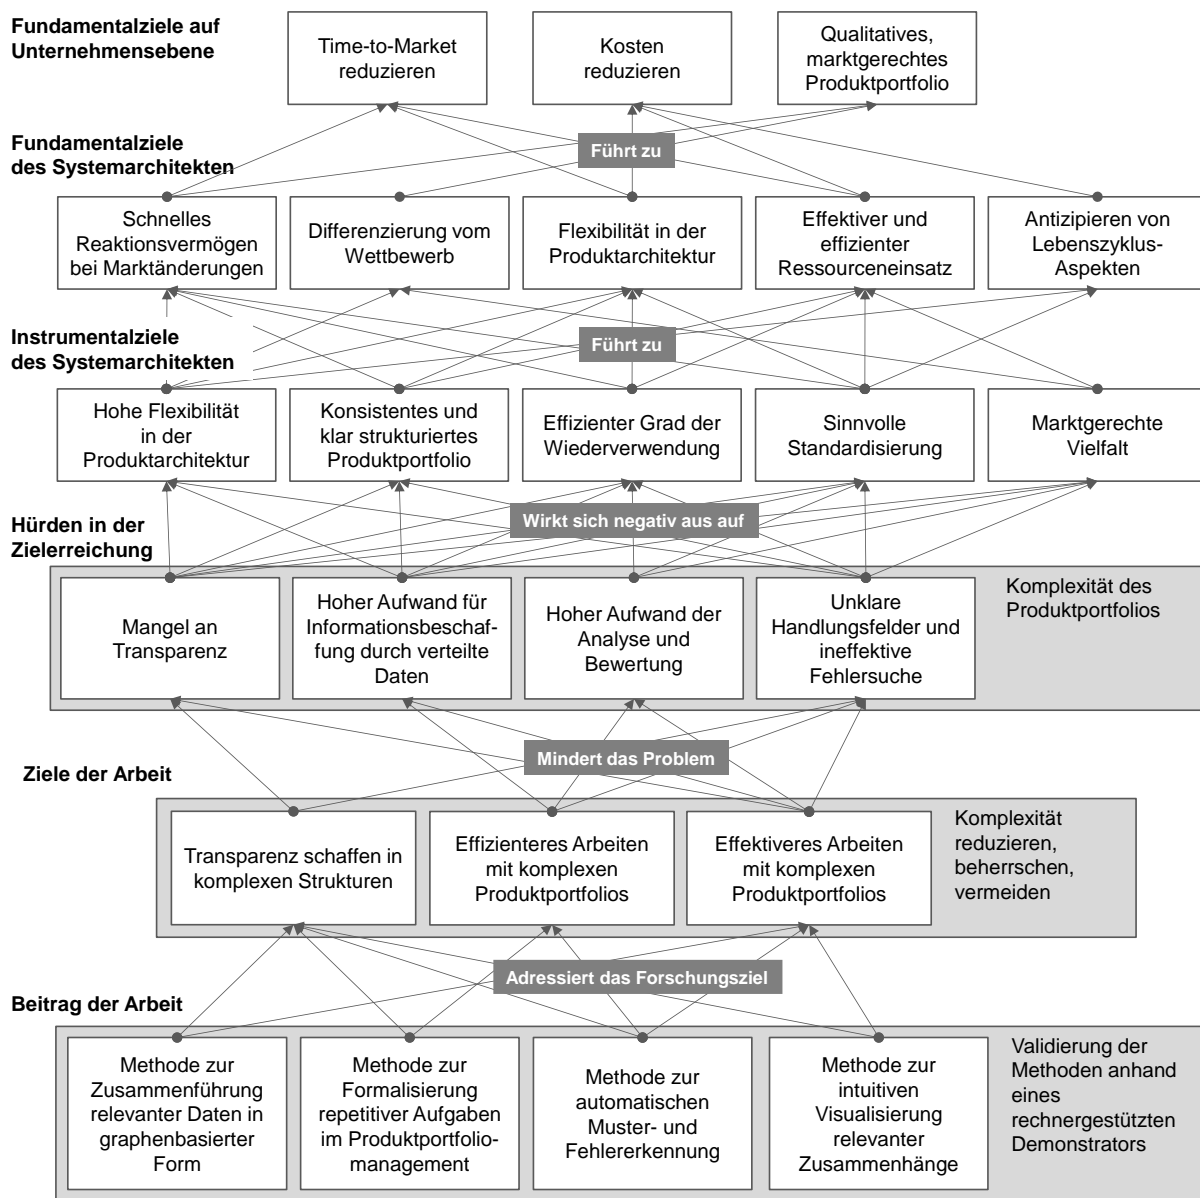 Fundamentalziele auf
Unternehmensebene
Time-to-Market
reduzieren
Kosten
reduzieren
Qualitatives,
marktgerechtes
Produktportfolio
Fundamentalziele
des Systemarchitekten
Führt zu
Schnelles
Reaktionsvermögen
bei Marktänderungen
Differenzierung vom
Wettbewerb
Flexibilität in der
Produktarchitektur
Effektiver und
effizienter
Ressourceneinsatz
Antizipieren von
Lebenszyklus-
Aspekten
Instrumentalziele
des Systemarchitekten
Führt zu
Hohe Flexibilität
in der
Produktarchitektur
Konsistentes und
klar strukturiertes
Produktportfolio
Effizienter Grad der
Wiederverwendung
Sinnvolle
Standardisierung
Marktgerechte
Vielfalt
Hürden in der
Zielerreichung
Wirkt sich negativ aus auf
Mangel an
Transparenz
Hoher Aufwand für
Informationsbeschaf-
fung durch verteilte
Daten
Hoher Aufwand der
Analyse und
Bewertung
Unklare
Handlungsfelder und
ineffektive
Fehlersuche
Komplexität des
Produktportfolios
Mindert das Problem
Ziele der Arbeit
Transparenz schaffen in
komplexen Strukturen
Effizienteres Arbeiten
mit komplexen
Produktportfolios
Effektiveres Arbeiten
mit komplexen
Produktportfolios
Komplexität
reduzieren,
beherrschen,
vermeiden
Adressiert das Forschungsziel
Beitrag der Arbeit
Methode zur
Zusammenführung
relevanter Daten in
graphenbasierter
Form
Methode zur
Formalisierung
repetitiver Aufgaben
im Produktportfolio-
management
Methode zur
automatischen
Muster- und
Fehlererkennung
Methode zur
intuitiven
Visualisierung
relevanter
Zusammenhänge
Validierung der
Methoden anhand
eines
rechnergestützten
Demonstrators